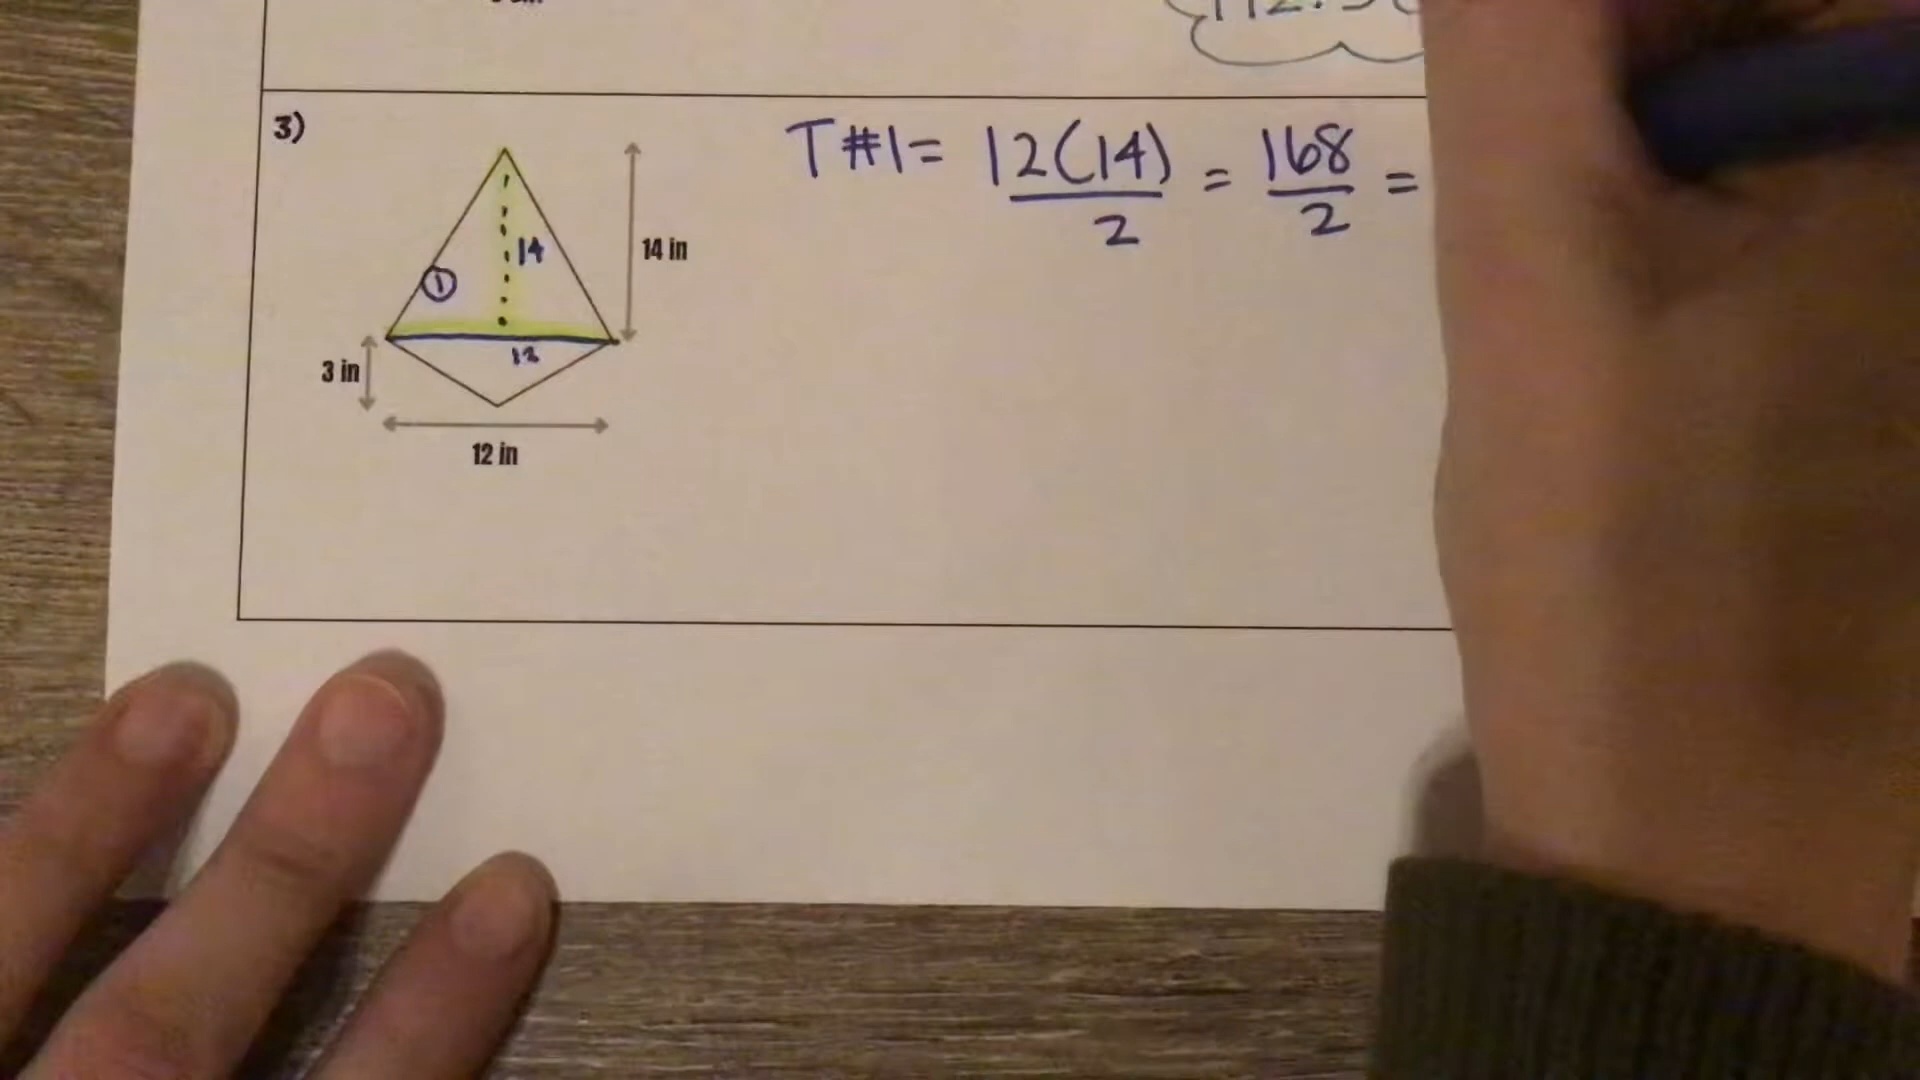 3)
T#1= 12(14)/2 = 168/2 =
14
14 in
1
12
3 in
12 in